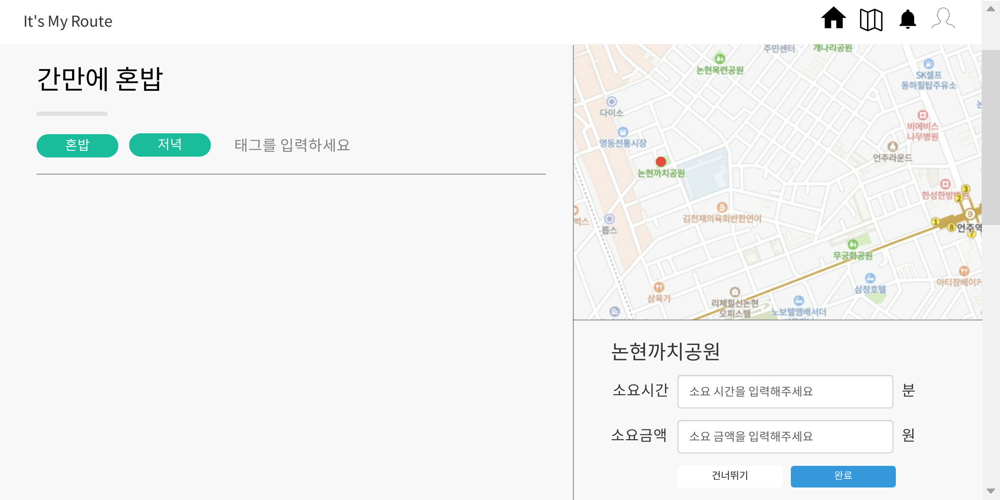 It's My Route
간만에 혼밥
혼밥
저녁
태그를 입력하세요
주민센터
개나리공원
논현목련공원
SK셀프
동하힐탑주유소
다이소
비에비스
나무병원
영동전통시장
언주라운드
논현까치공원
한성한방병원
3
2
김천재의육회반한연어
벅스
롭스
9
1
8
언주역
7
무궁화공원
아티장베이커
삼정호텔
삼육가
리체힐신논현
오피스텔
노보텔앰배서더
논현까치공원
소요시간
소요 시간을 입력해주세요
분
소요금액
소요 금액을 입력해주세요
원
건너뛰기
완료